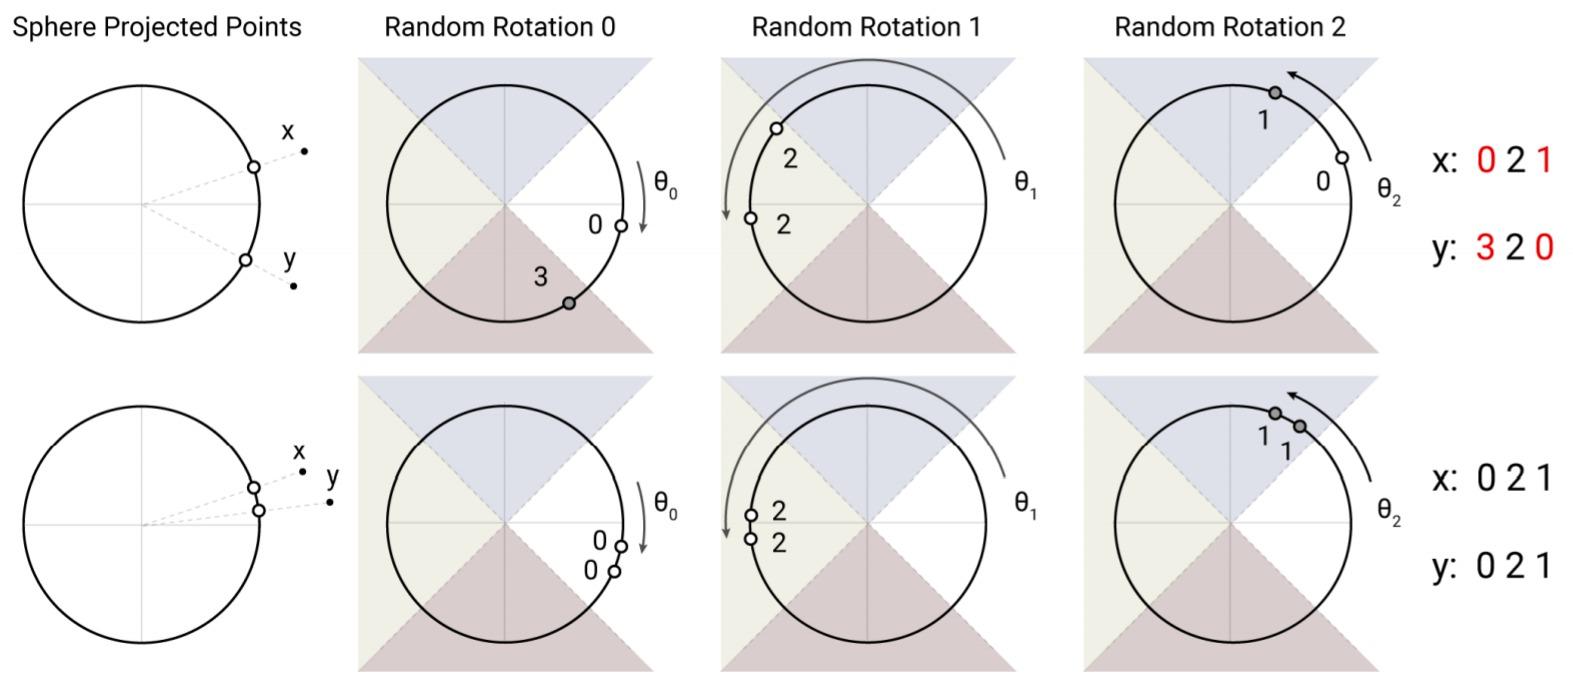 Sphere Projected Points
Random Rotation 0
Random Rotation 1
Random Rotation 2
x
y
0
3
θ0
2
2
θ1
1
0
θ2
x: 0 2 1
y: 3 2 0
x
y
0
0
θ0
2
2
θ1
1
1
θ2
x: 0 2 1
y: 0 2 1